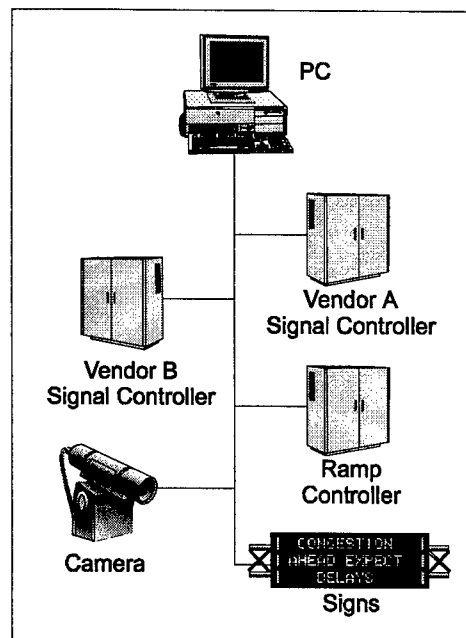 PC
Vendor A
Signal Controller
Vendor B
Signal Controller
Ramp
Controller
Camera
CONGESTION
AHEAD EXPECT
DELAYS
Signs